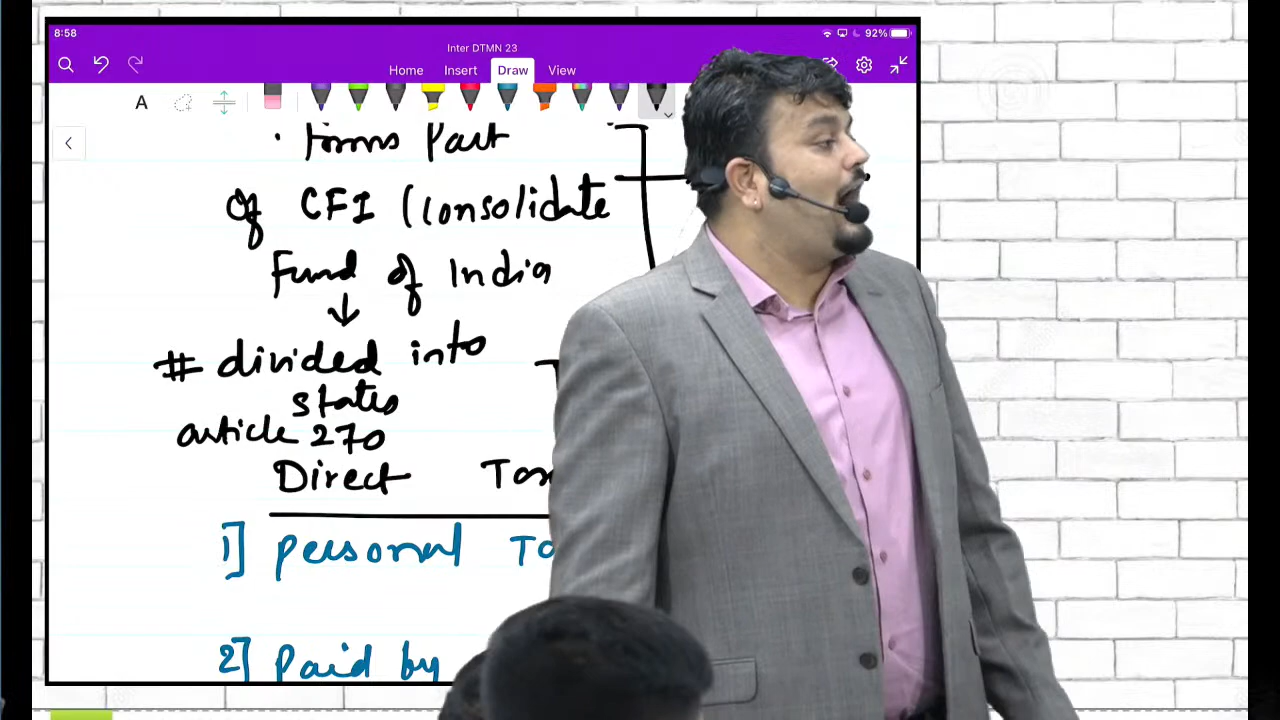 8:58
92%
Inter DTMN 23
Home Insert Draw View
A
forms Part
of CFI (Consolidate
Fund of India
# divided into
states
article 270
Direct
1] Personal
2] Paid by